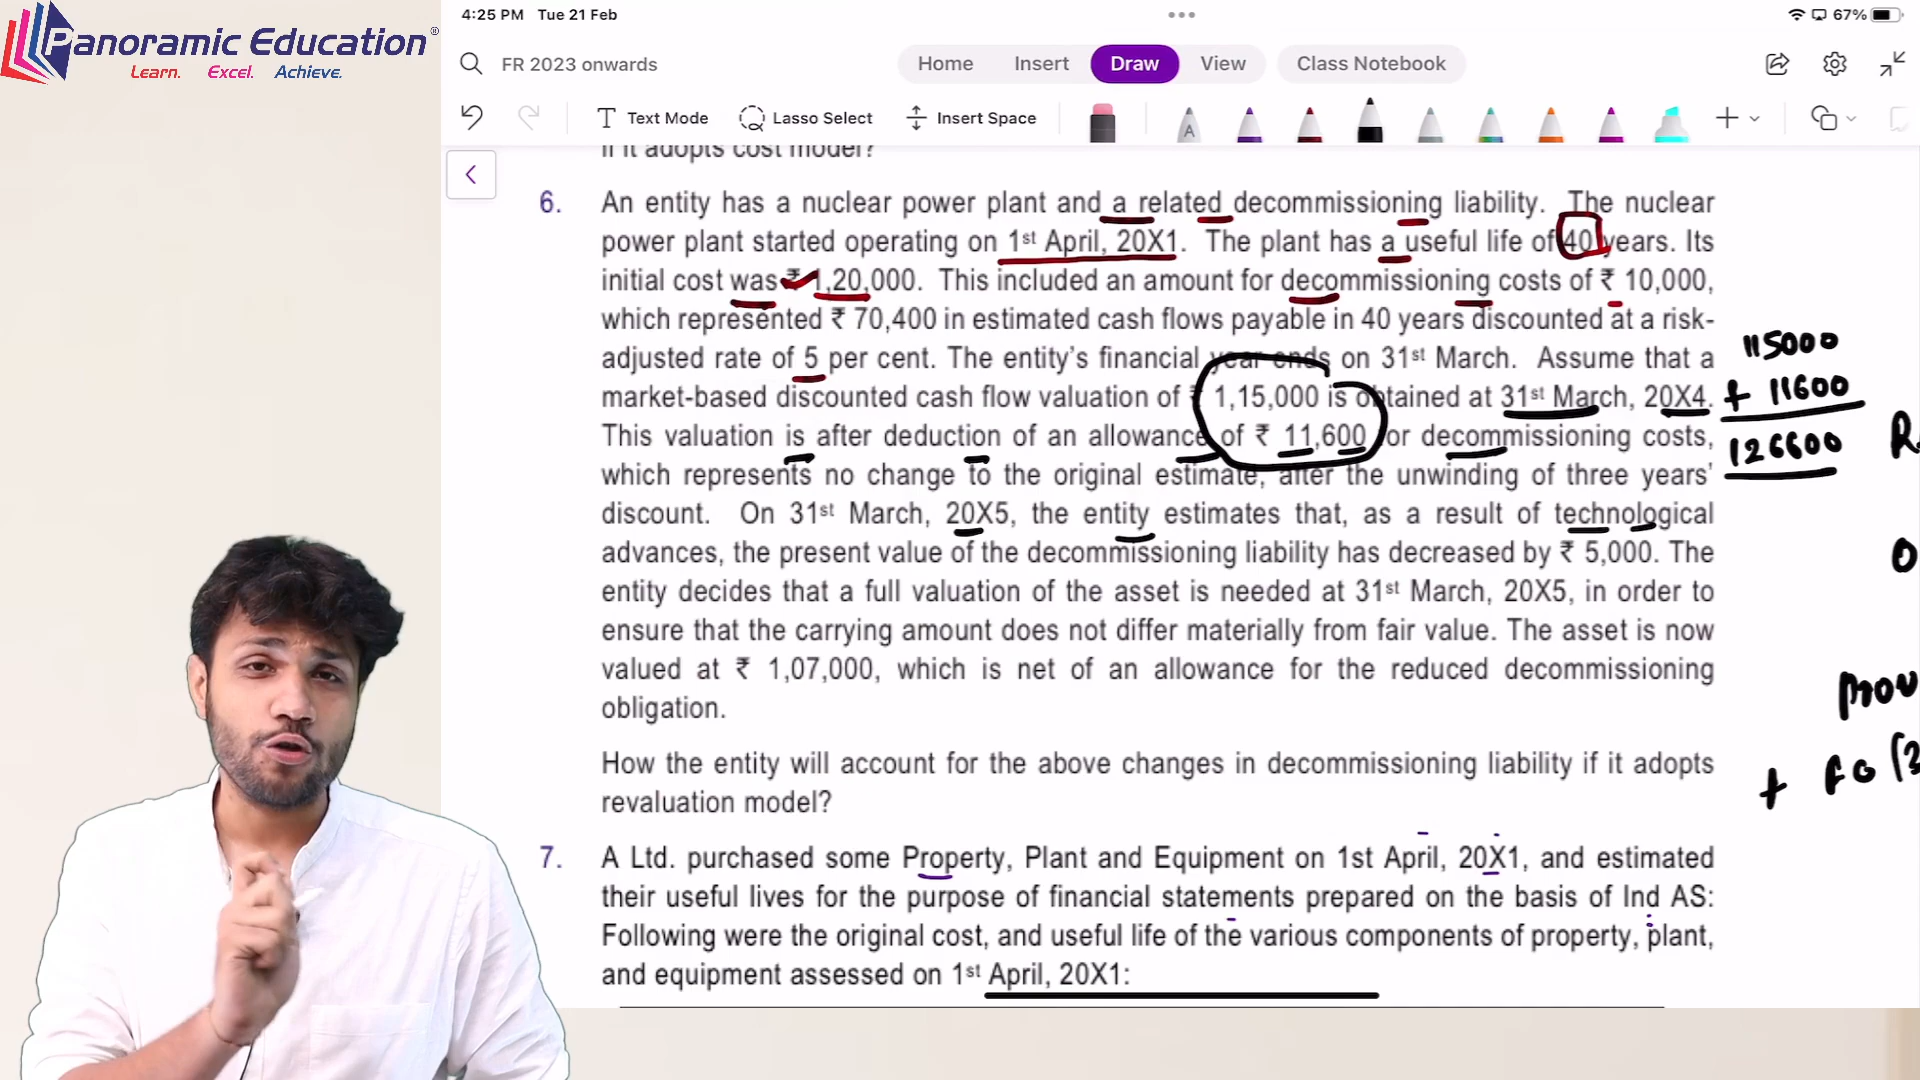 Panoramic Education®
Learn. Excel. Achieve.
4:25 PM Tue 21 Feb
67%
FR 2023 onwards
Home Insert Draw View Class Notebook
Text Mode Lasso Select Insert Space
A
if it adopts cost model?
6. An entity has a nuclear power plant and a related decommissioning liability. The nuclear
power plant started operating on 1st April, 20X1. The plant has a useful life of 40 years. Its
initial cost was ₹ 1,20,000. This included an amount for decommissioning costs of ₹ 10,000,
which represented ₹ 70,400 in estimated cash flows payable in 40 years discounted at a risk-
adjusted rate of 5 per cent. The entity's financial year ends on 31st March. Assume that a
market-based discounted cash flow valuation of ₹ 1,15,000 is obtained at 31st March, 20X4.
This valuation is after deduction of an allowance of ₹ 11,600 for decommissioning costs,
which represents no change to the original estimate, after the unwinding of three years'
discount. On 31st March, 20X5, the entity estimates that, as a result of technological
advances, the present value of the decommissioning liability has decreased by ₹ 5,000. The
entity decides that a full valuation of the asset is needed at 31st March, 20X5, in order to
ensure that the carrying amount does not differ materially from fair value. The asset is now
valued at ₹ 1,07,000, which is net of an allowance for the reduced decommissioning
obligation.
How the entity will account for the above changes in decommissioning liability if it adopts
revaluation model?
7. A Ltd. purchased some Property, Plant and Equipment on 1st April, 20X1, and estimated
their useful lives for the purpose of financial statements prepared on the basis of Ind AS:
Following were the original cost, and useful life of the various components of property, plant,
and equipment assessed on 1st April, 20X1:
115000
+ 11600
126600